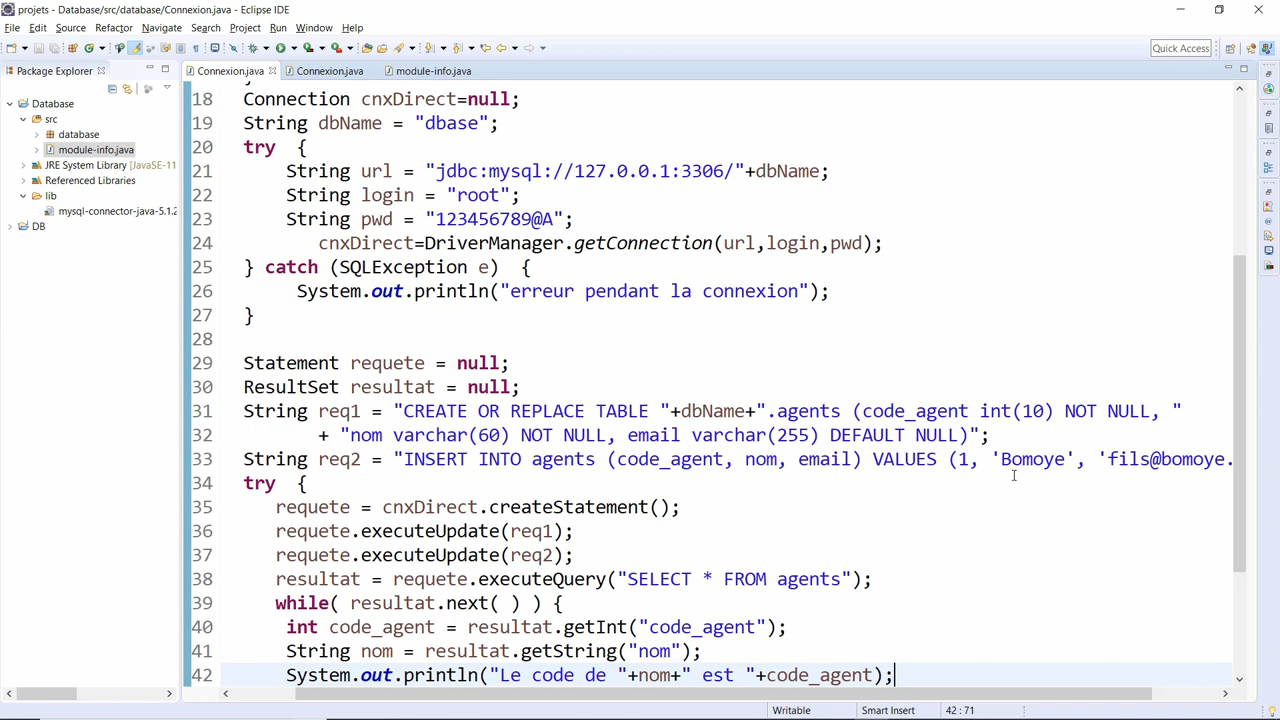 projets - Database/src/database/Connexion.java - Eclipse IDE
File Edit Source Refactor Navigate Search Project Run Window Help
Quick Access
Package Explorer
Connexion.java
Connexion.java
module-info.java
Database
src
database
module-info.java
JRE System Library [JavaSE-11
Referenced Libraries
lib
mysql-connector-java-5.1.2
DB
18 Connection cnxDirect=null;
19 String dbName = "dbase";
20 try {
21 String url = "jdbc:mysql://127.0.0.1:3306/"+dbName;
22 String login = "root";
23 String pwd = "123456789@A";
24 cnxDirect=DriverManager.getConnection(url,login,pwd);
25 } catch (SQLException e) {
26 System.out.println("erreur pendant la connexion");
27 }
28
29 Statement requete = null;
30 ResultSet resultat = null;
31 String req1 = "CREATE OR REPLACE TABLE "+dbName+".agents (code_agent int(10) NOT NULL, "
32 + "nom varchar(60) NOT NULL, email varchar(255) DEFAULT NULL)";
33 String req2 = "INSERT INTO agents (code_agent, nom, email) VALUES (1, 'Bomoye', 'fils@bomoye.
34 try {
35 requete = cnxDirect.createStatement();
36 requete.executeUpdate(req1);
37 requete.executeUpdate(req2);
38 resultat = requete.executeQuery("SELECT * FROM agents");
39 while( resultat.next( ) ) {
40 int code_agent = resultat.getInt("code_agent");
41 String nom = resultat.getString("nom");
42 System.out.println("Le code de "+nom+" est "+code_agent);
Writable Smart Insert 42 : 71